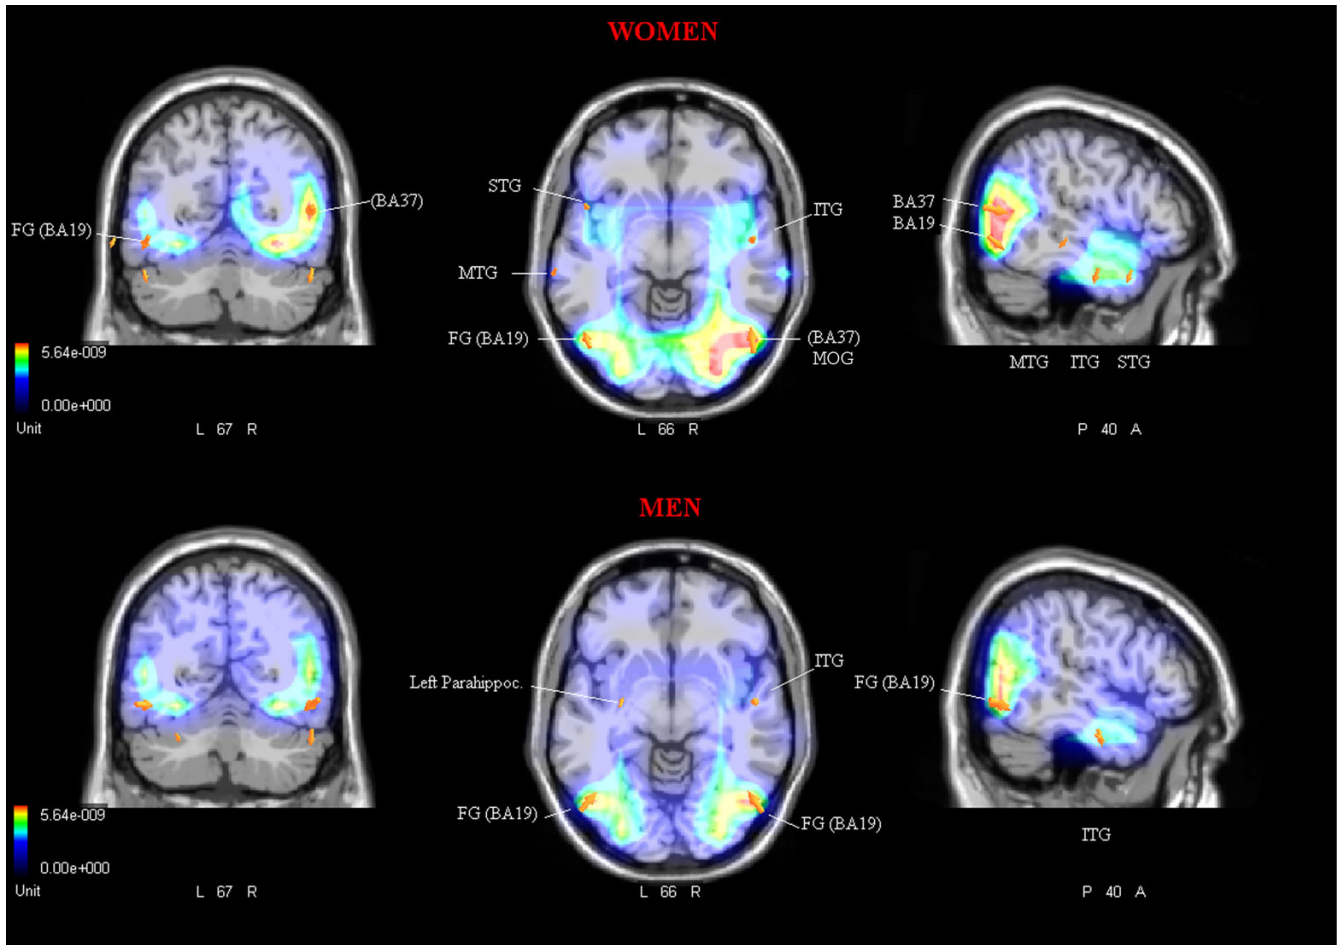 WOMEN
STG
(BA37)
ITG
BA37
FG (BA19)
BA19
MTG
FG (BA19)
(BA37)
MOG
5.64e-009
0.00e+000
Unit
MTG ITG STG
L 67 R
L 66 R
P 40 A
MEN
ITG
Left Parahippoc.
FG (BA19)
FG (BA19)
FG (BA19)
5.64e-009
0.00e+000
Unit
ITG
L 67 R
L 66 R
P 40 A